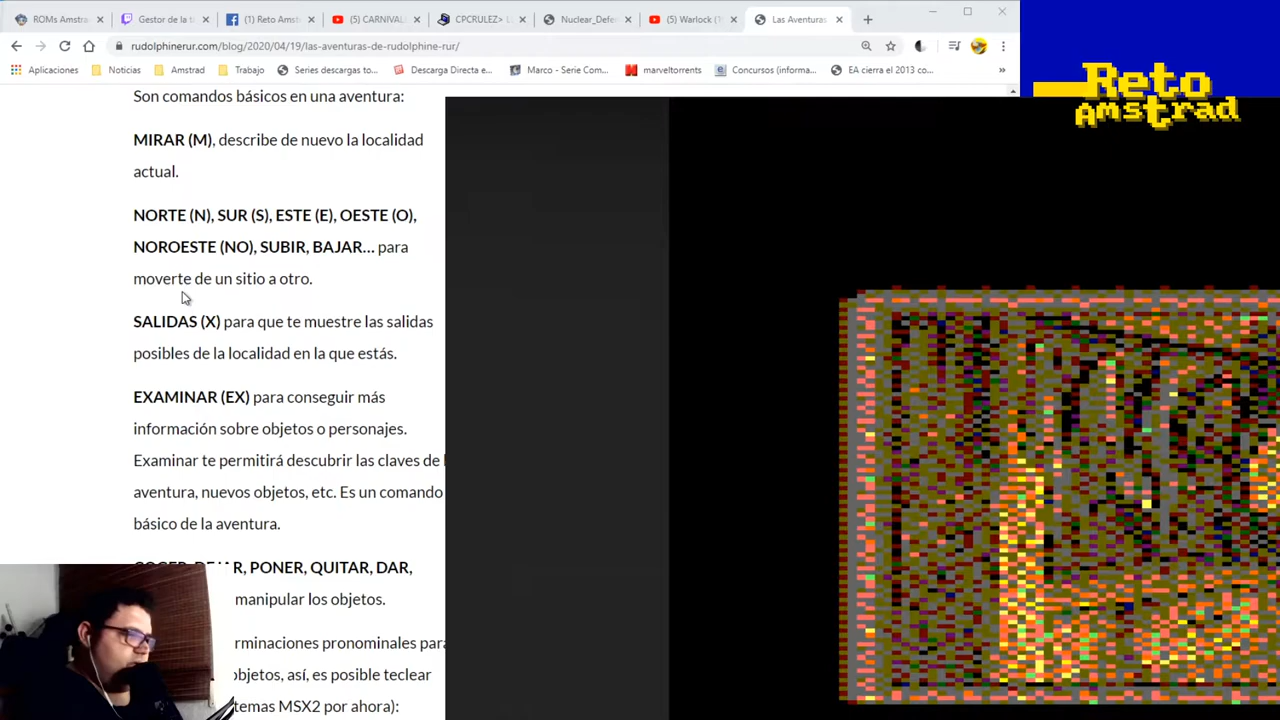 ROMs Amstra
Gestor de la t
(5) CARNIVAL
CPCRULEZ> L
Nuclear_Defe
(5) Warlock (T
Las Aventuras
rudolphinerur.com/blog/2020/04/19/las-aventuras-de-rudolphine-rur/
Aplicaciones
Noticias
Amstrad
Trabajo
Series descargas to...
Descarga Directa e...
Marco - Serie Com...
marveltorrents
Concursos (informa...
EA cierra el 2013 co...
»
Reto
Amstrad
Son comandos básicos en una aventura:
MIRAR (M), describe de nuevo la localidad
actual.
NORTE (N), SUR (S), ESTE (E), OESTE (O),
NOROESTE (NO), SUBIR, BAJAR... para
moverte de un sitio a otro.
SALIDAS (X) para que te muestre las salidas
posibles de la localidad en la que estás.
EXAMINAR (EX) para conseguir más
información sobre objetos o personajes.
Examinar te permitirá descubrir las claves de
aventura, nuevos objetos, etc. Es un comando
básico de la aventura.
R, PONER, QUITAR, DAR,
manipular los objetos.
rminaciones pronominales para
objetos, así, es posible teclear
temas MSX2 por ahora):